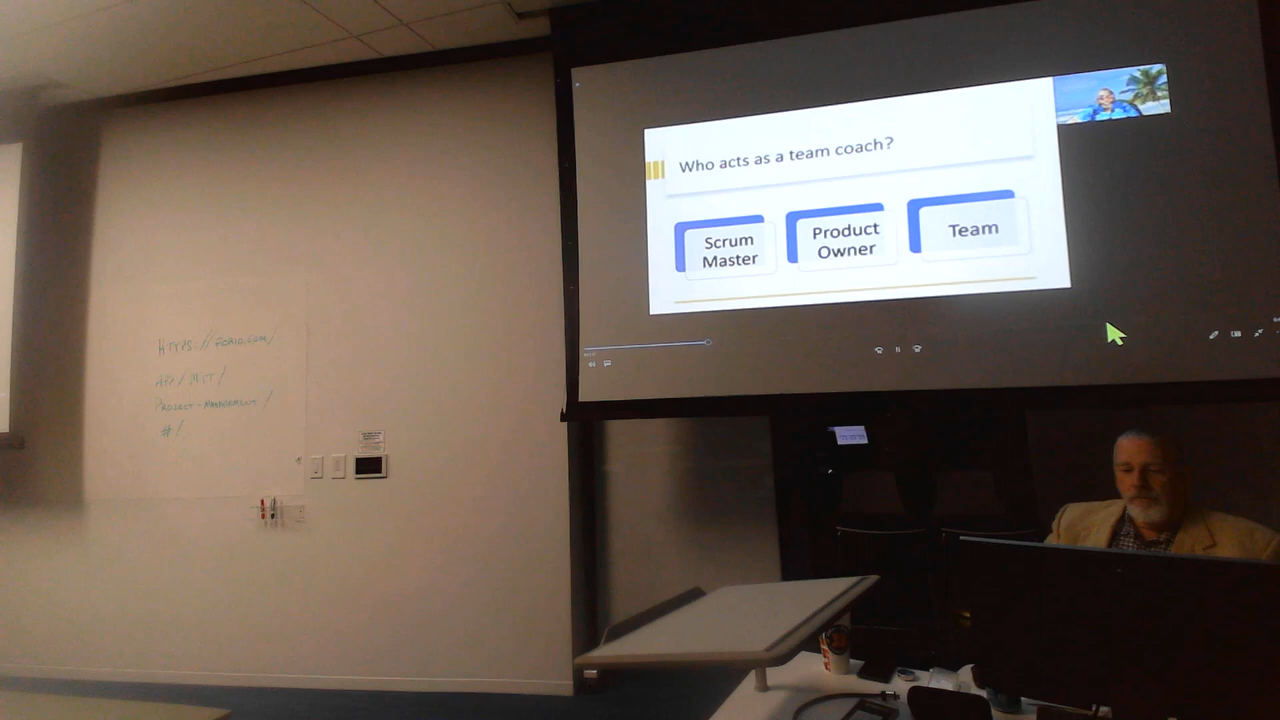 HTTPS://FORIO.COM/
APP/MIT/
PROJECT-MANAGEMENT/
#/
Who acts as a team coach?
Scrum
Master
Product
Owner
Team